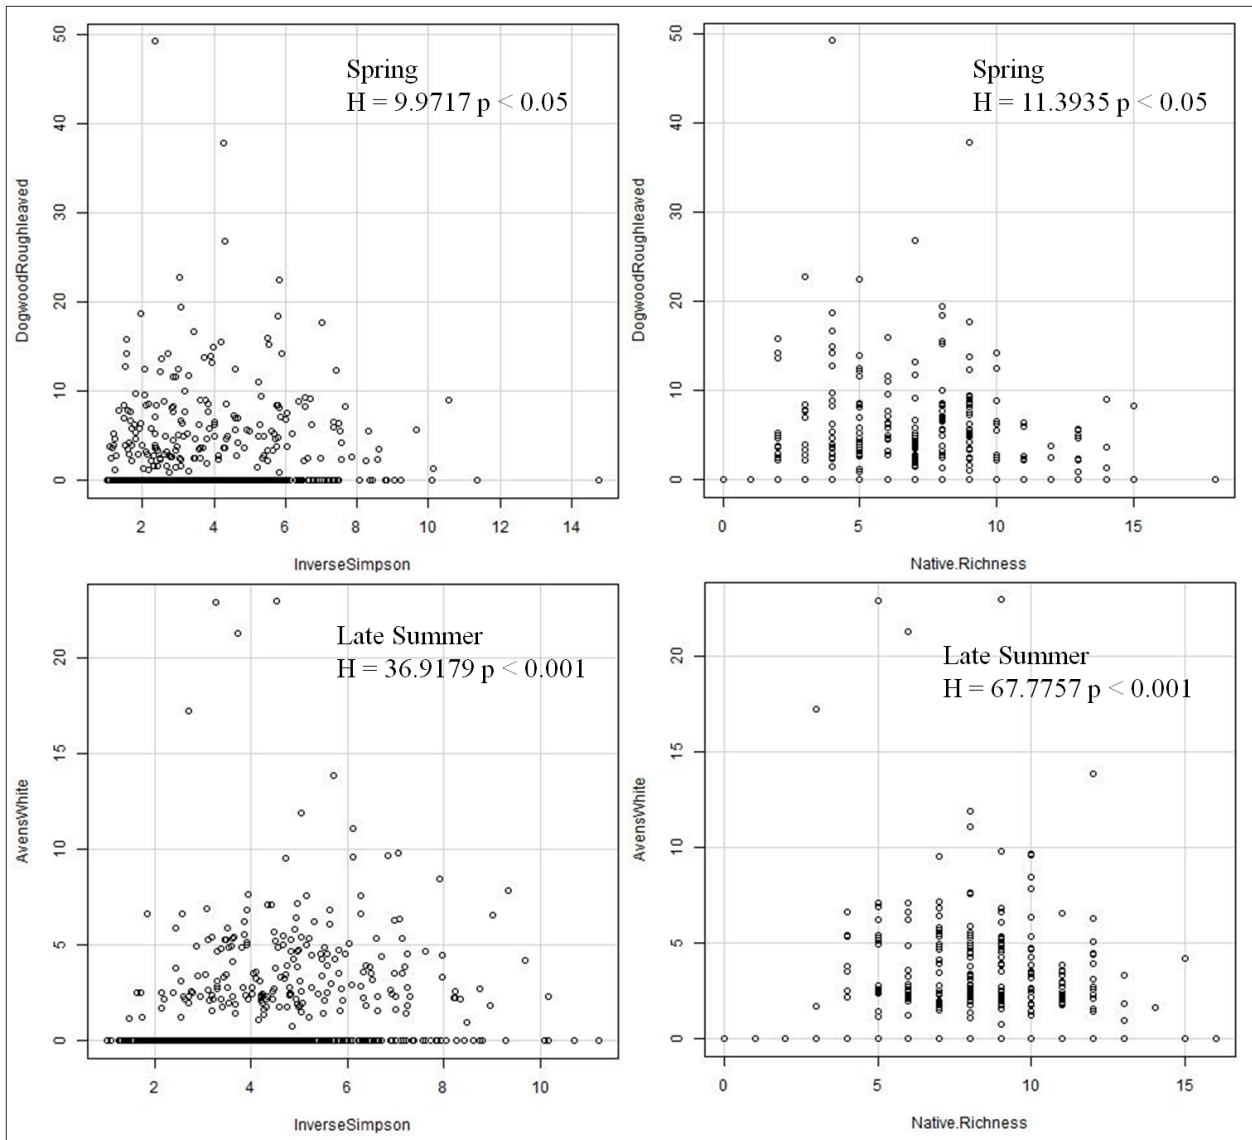 50
40
30
20
10
0
DogwoodRoughleaved
Spring
H = 9.9717 p < 0.05
2 4 6 8 10 12 14
InverseSimpson
50
40
30
20
10
0
DogwoodRoughleaved
Spring
H = 11.3935 p < 0.05
0 5 10 15
Native.Richness
20
15
10
5
0
AvensWhite
Late Summer
H = 36.9179 p < 0.001
2 4 6 8 10
InverseSimpson
20
15
10
5
0
AvensWhite
Late Summer
H = 67.7757 p < 0.001
0 5 10 15
Native.Richness